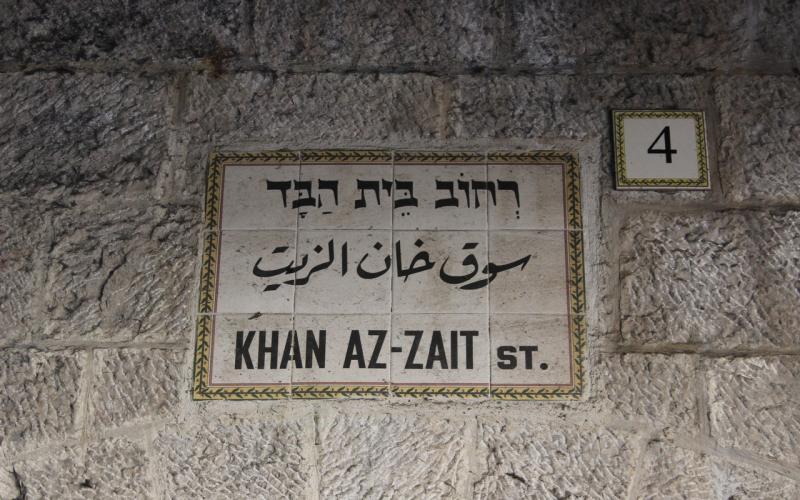 רְחוֹב בֵּית הַבָּד
سوق خان الزيت
KHAN AZ-ZAIT ST.
4